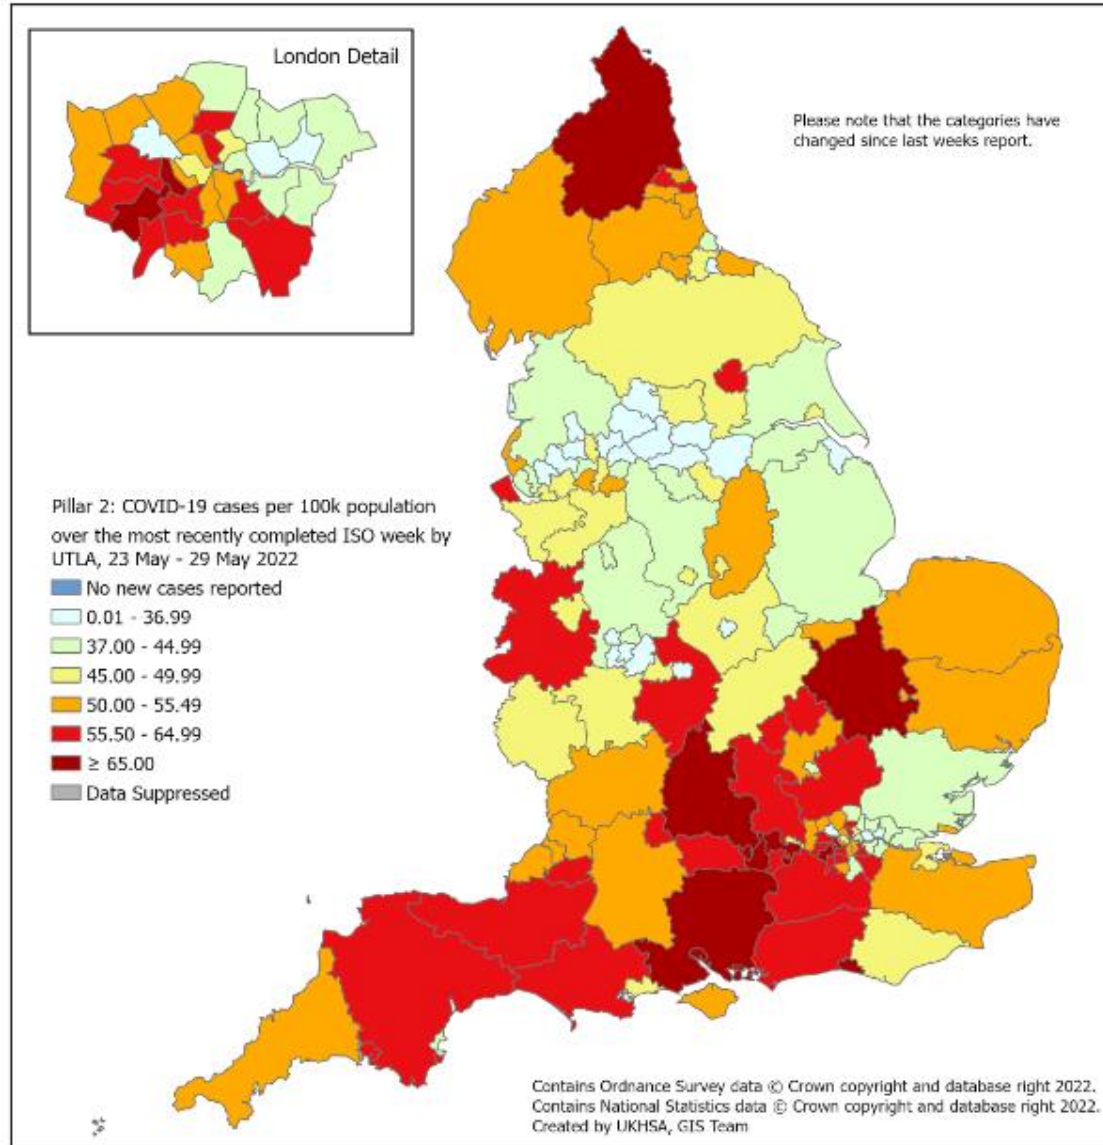 London Detail
Please note that the categories have
changed since last weeks report.
Pillar 2: COVID-19 cases per 100k population
over the most recently completed ISO week by
UTLA, 23 May - 29 May 2022
No new cases reported
0.01 - 36.99
37.00 - 44.99
45.00 - 49.99
50.00 - 55.49
55.50 - 64.99
≥ 65.00
Data Suppressed
Contains Ordnance Survey data © Crown copyright and database right 2022.
Contains National Statistics data © Crown copyright and database right 2022.
Created by UKHSA, GIS Team